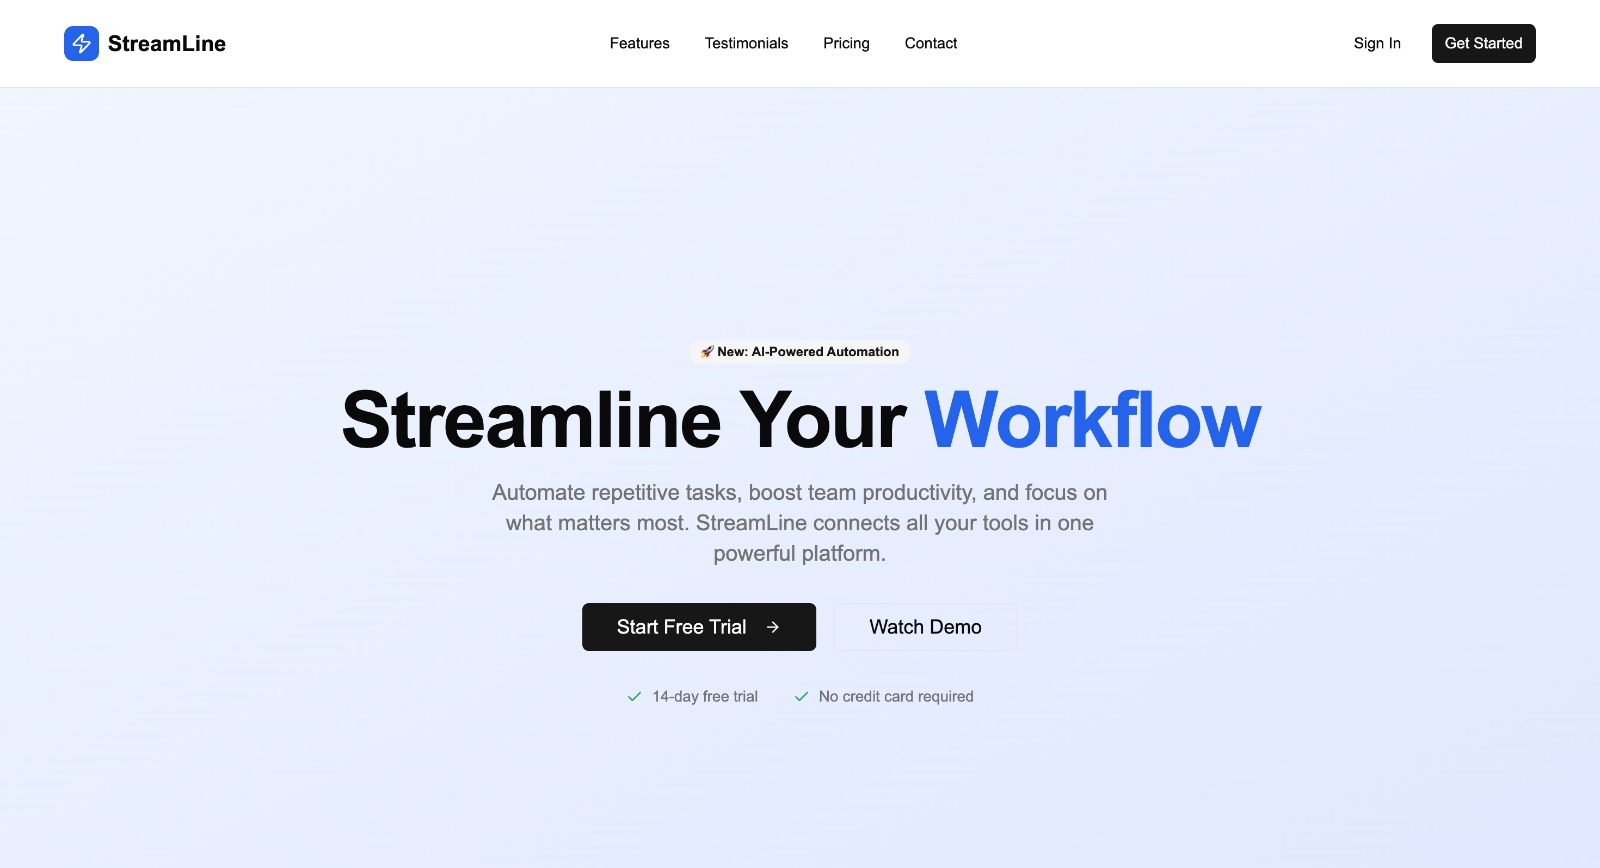 StreamLine
Features
Testimonials
Pricing
Contact
Sign In
Get Started
🚀 New: AI-Powered Automation
Streamline Your Workflow
Automate repetitive tasks, boost team productivity, and focus on
what matters most. StreamLine connects all your tools in one
powerful platform.
Start Free Trial →
Watch Demo
14-day free trial
No credit card required